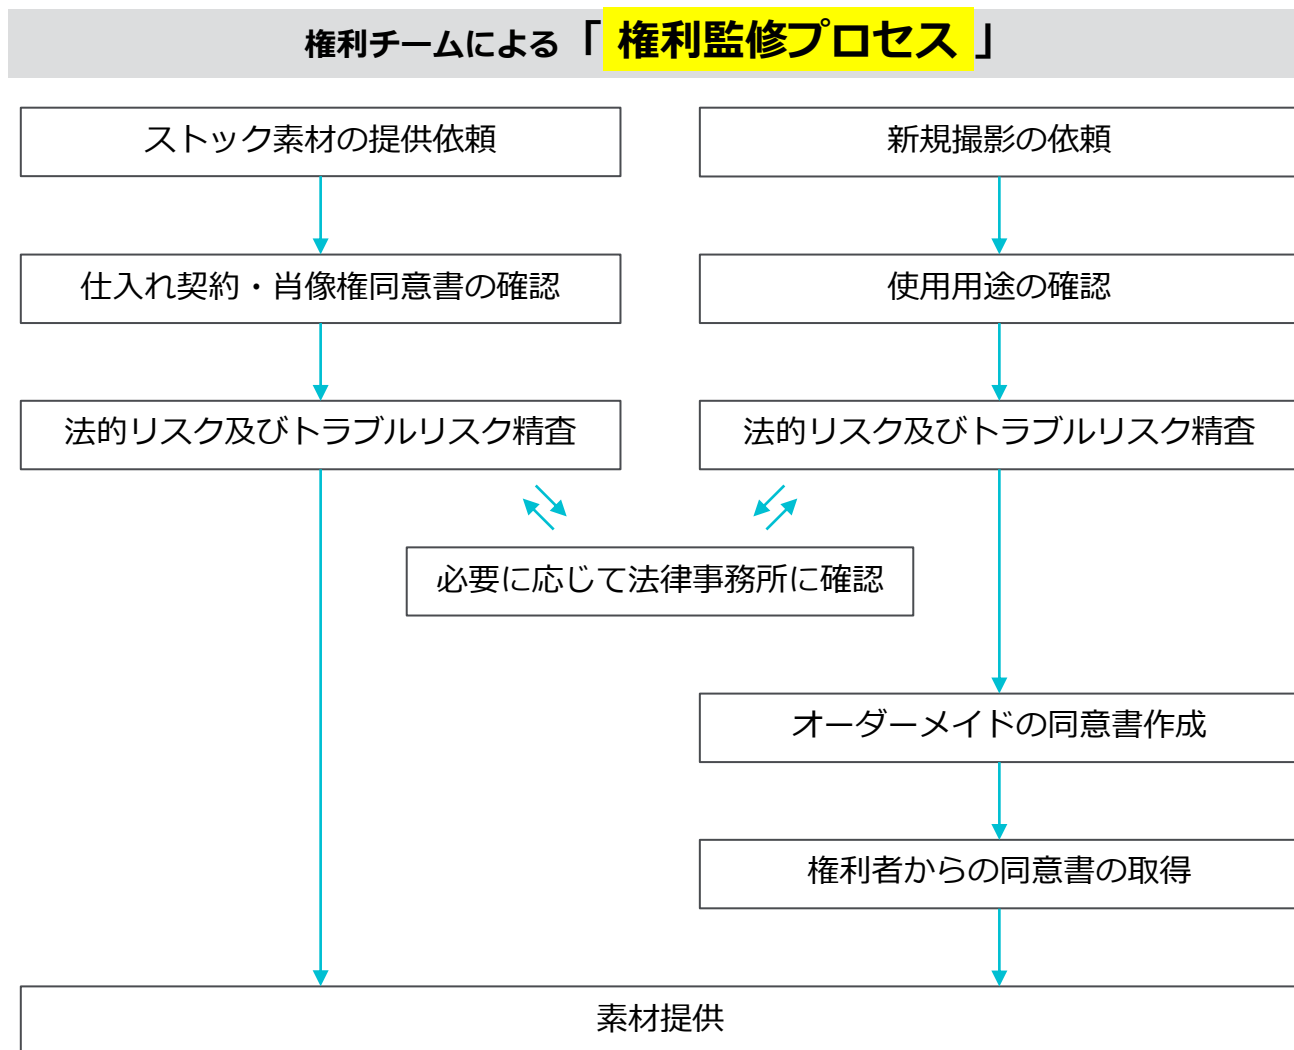 権利チームによる「 権利監修プロセス 」
ストック素材の提供依頼
新規撮影の依頼
仕入れ契約・肖像権同意書の確認
使用用途の確認
法的リスク及びトラブルリスク精査
法的リスク及びトラブルリスク精査
必要に応じて法律事務所に確認
オーダーメイドの同意書作成
権利者からの同意書の取得
素材提供